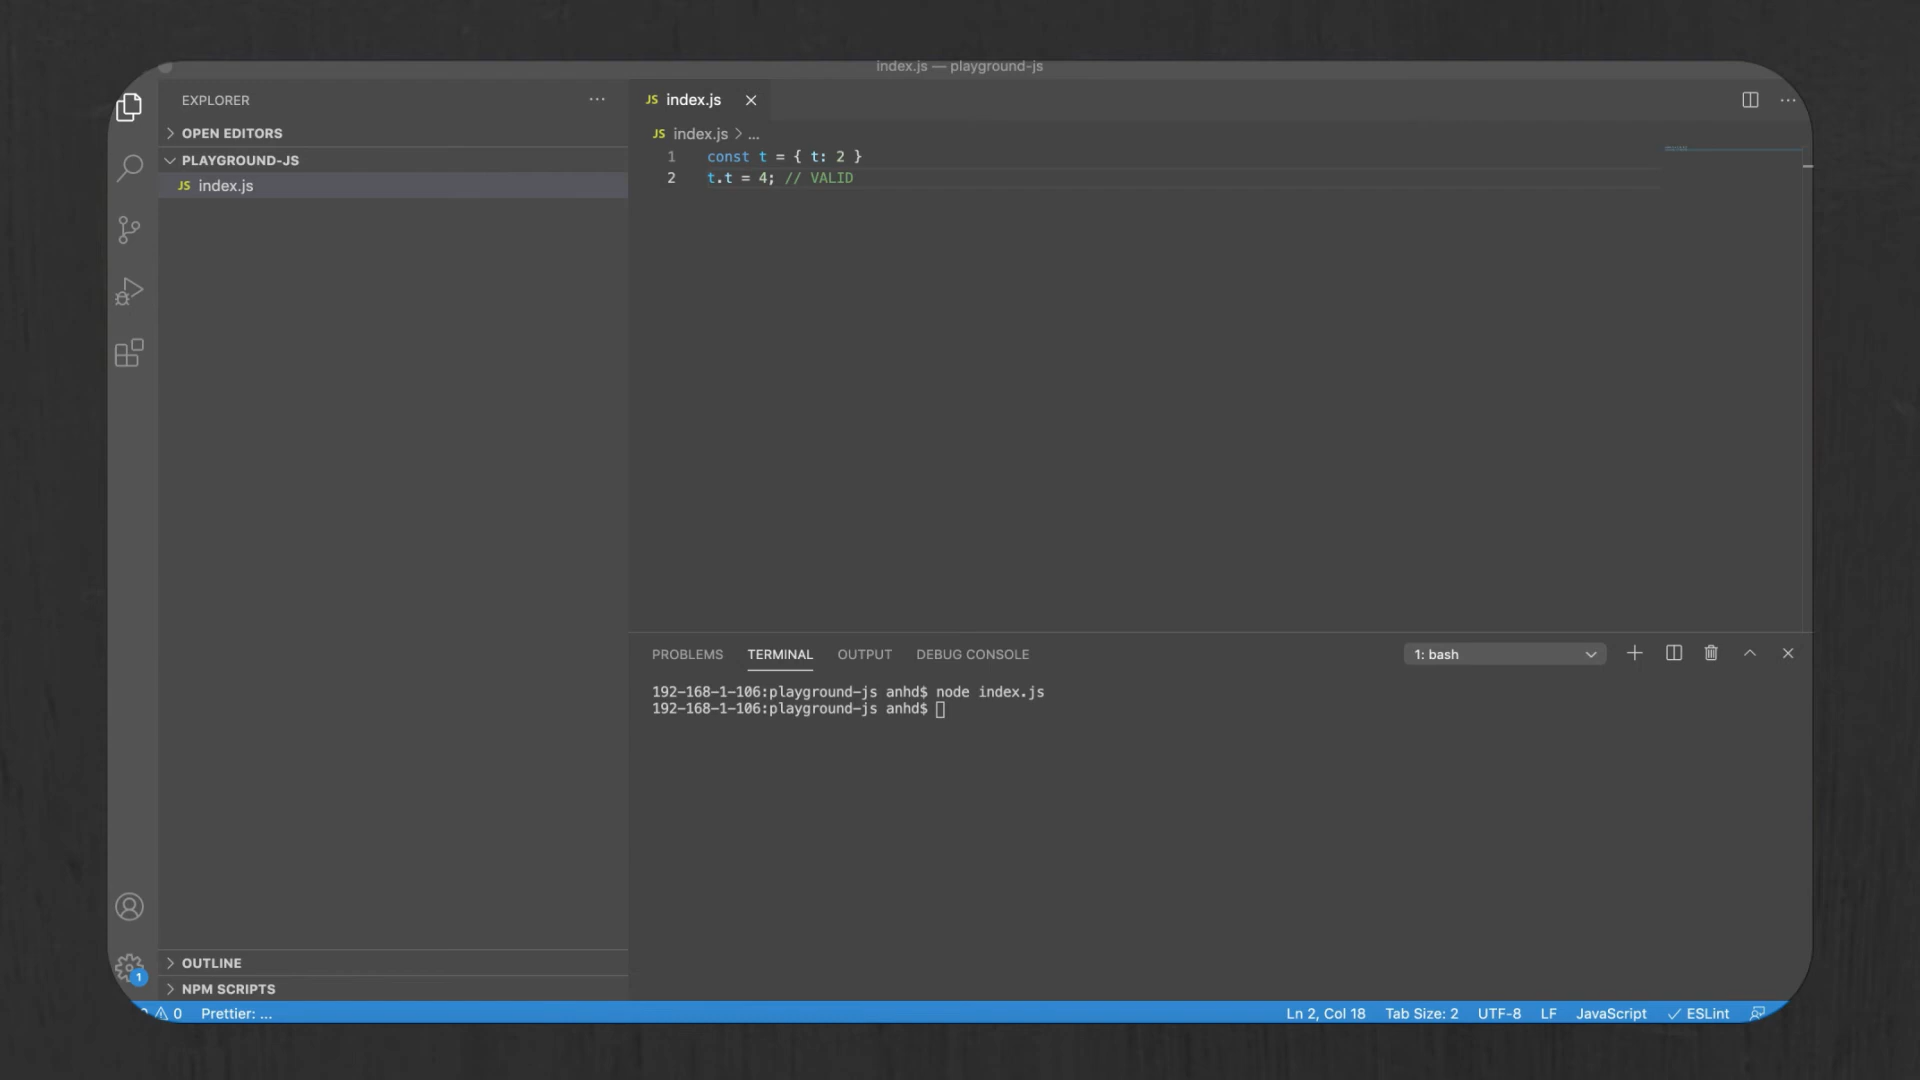 index.js — playground-js
EXPLORER
OPEN EDITORS
PLAYGROUND-JS
JS index.js
JS index.js
JS index.js > ...
1 const t = { t: 2 }
2 t.t = 4; // VALID
PROBLEMS TERMINAL OUTPUT DEBUG CONSOLE
1: bash
192-168-1-106:playground-js anhd$ node index.js
192-168-1-106:playground-js anhd$
OUTLINE
1
NPM SCRIPTS
0 Prettier: ... Ln 2, Col 18 Tab Size: 2 UTF-8 LF JavaScript ESLint